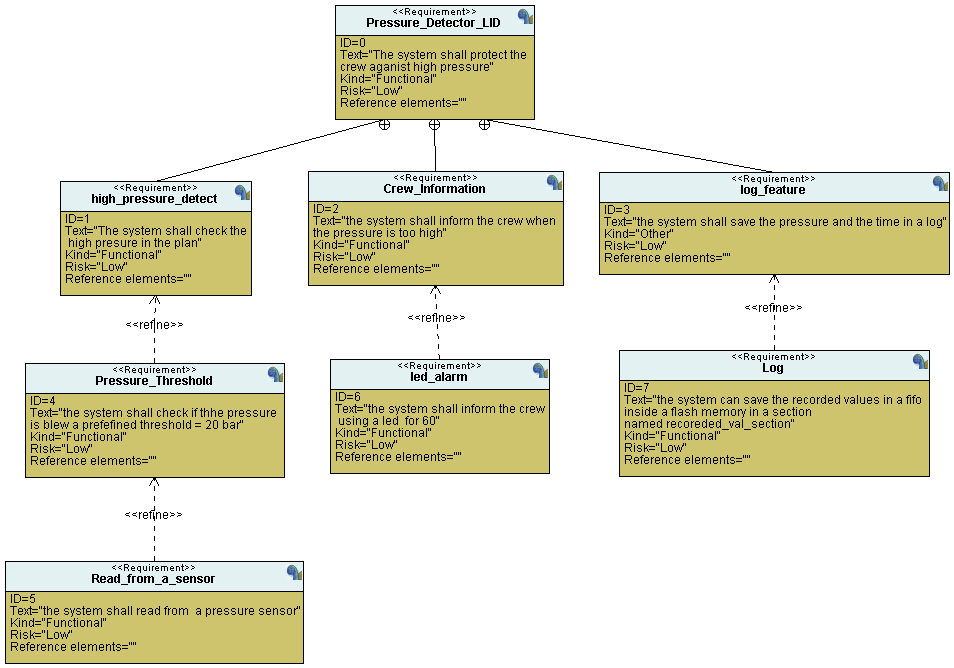 <<Requirement>>
Pressure_Detector_LID
ID=0
Text="The system shall protect the
crew aganist high pressure"
Kind="Functional"
Risk="Low"
Reference elements=""
<<Requirement>>
high_pressure_detect
ID=1
Text="The system shall check the
high presure in the plan"
Kind="Functional"
Risk="Low"
Reference elements=""
<<Requirement>>
Crew_Information
ID=2
Text="the system shall inform the crew when
the pressure is too high"
Kind="Functional"
Risk="Low"
Reference elements=""
<<Requirement>>
log_feature
ID=3
Text="the system shall save the pressure and the time in a log"
Kind="Other"
Risk="Low"
Reference elements=""
<<refine>>
<<refine>>
<<refine>>
<<Requirement>>
Pressure_Threshold
ID=4
Text="the system shall check if thhe pressure
is blew a prefefined threshold = 20 bar"
Kind="Functional"
Risk="Low"
Reference elements=""
<<Requirement>>
led_alarm
ID=6
Text="the system shall inform the crew
using a led for 60"
Kind="Functional"
Risk="Low"
Reference elements=""
<<Requirement>>
Log
ID=7
Text="the system can save the recorded values in a fifo
inside a flash memory in a section
named recoreded_val_section"
Kind="Functional"
Risk="Low"
Reference elements=""
<<refine>>
<<Requirement>>
Read_from_a_sensor
ID=5
Text="the system shall read from a pressure sensor"
Kind="Functional"
Risk="Low"
Reference elements=""